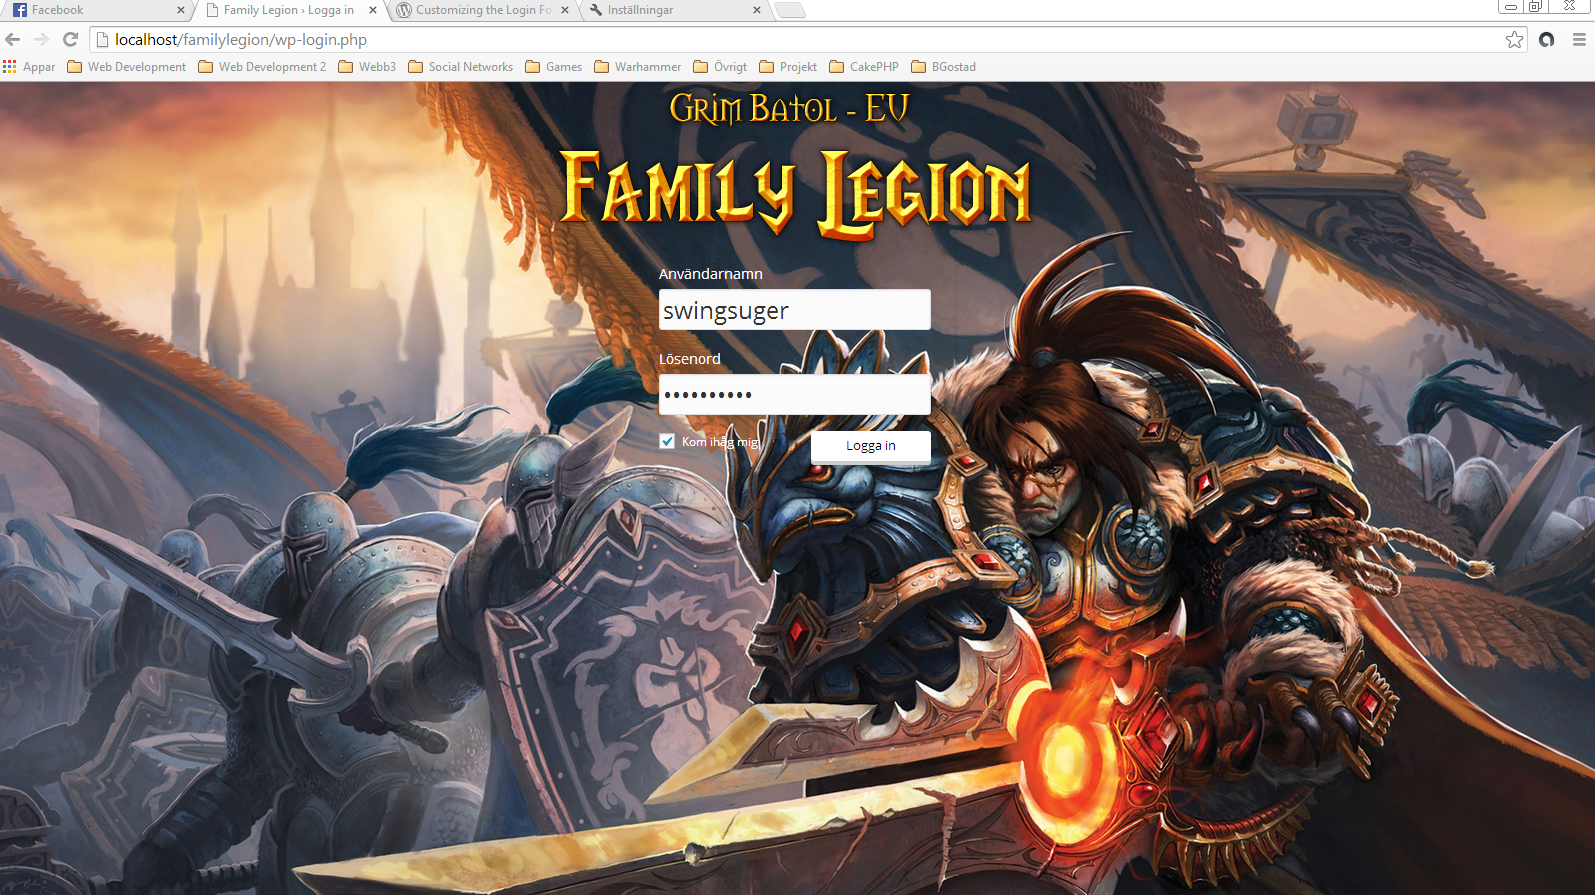 Facebook
Family Legion › Logga in
Customizing the Login Fo
Inställningar
localhost/familylegion/wp-login.php
Appar
Web Development
Web Development 2
Webb3
Social Networks
Games
Warhammer
Övrigt
Projekt
CakePHP
BGostad
Grim Batol - EU
Family Legion
Användarnamn
swingsuger
Lösenord
••••••••••
Kom ihåg mig
Logga in